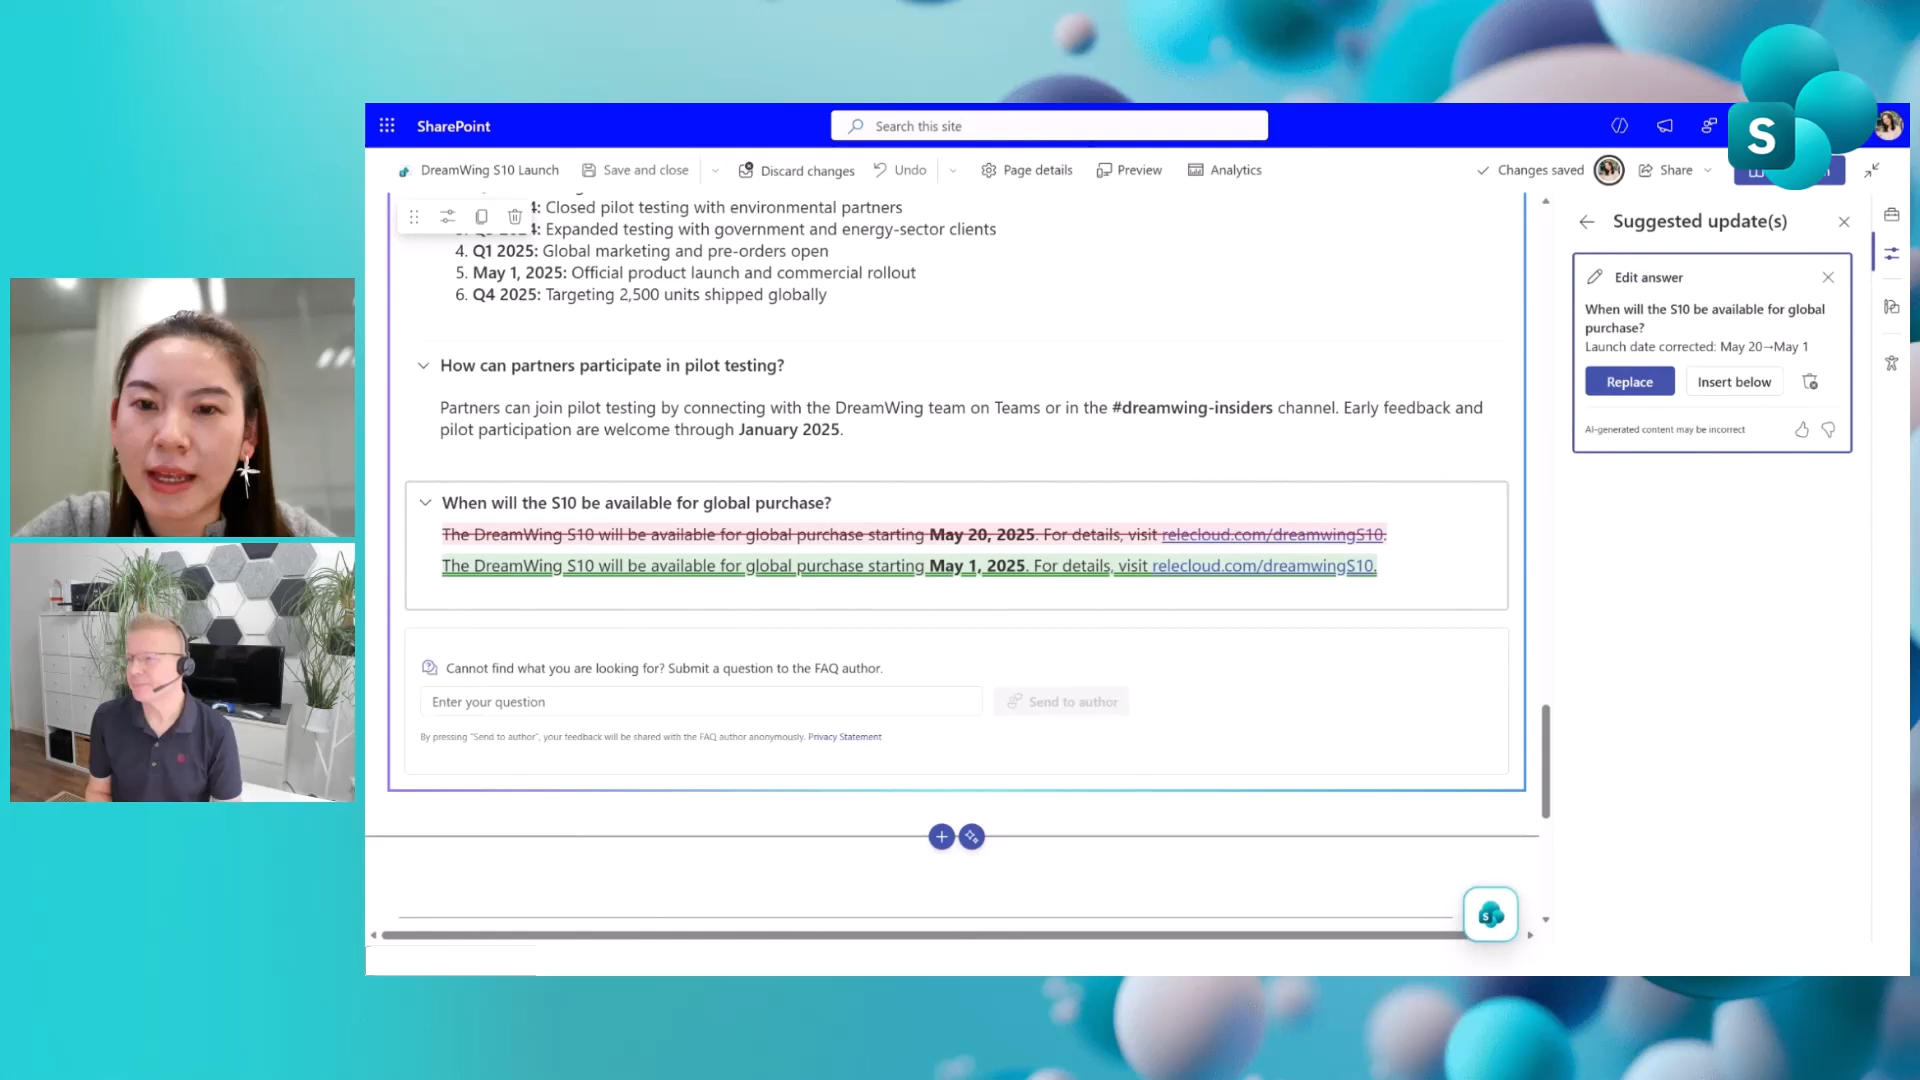 SharePoint
Search this site
S
DreamWing S10 Launch
Save and close
Discard changes
Undo
Page details
Preview
Analytics
Changes saved
Share
4: Closed pilot testing with environmental partners
4: Expanded testing with government and energy-sector clients
4. Q1 2025: Global marketing and pre-orders open
5. May 1, 2025: Official product launch and commercial rollout
6. Q4 2025: Targeting 2,500 units shipped globally
How can partners participate in pilot testing?
Partners can join pilot testing by connecting with the DreamWing team on Teams or in the #dreamwing-insiders channel. Early feedback and
pilot participation are welcome through January 2025.
When will the S10 be available for global purchase?
The DreamWing S10 will be available for global purchase starting May 20, 2025. For details, visit relecloud.com/dreamwingS10.
The DreamWing S10 will be available for global purchase starting May 1, 2025. For details, visit relecloud.com/dreamwingS10.
Cannot find what you are looking for? Submit a question to the FAQ author.
Enter your question
Send to author
By pressing "Send to author", your feedback will be shared with the FAQ author anonymously. Privacy Statement
Suggested update(s)
Edit answer
When will the S10 be available for global
purchase?
Launch date corrected: May 20→May 1
Replace
Insert below
AI-generated content may be incorrect
S